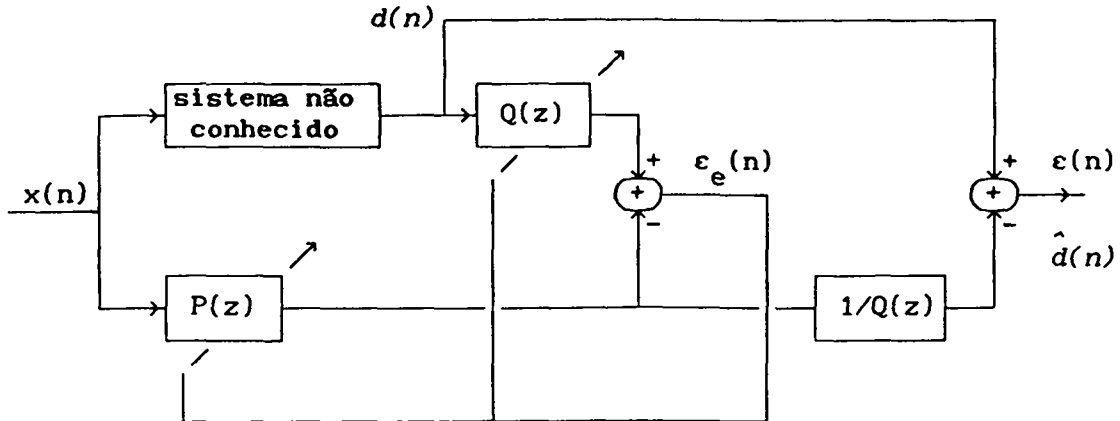 d(n)
sistema não
conhecido
Q(z)
+
ε_e(n)
+
-
x(n)
+
ε(n)
+
-
d̂(n)
P(z)
1/Q(z)